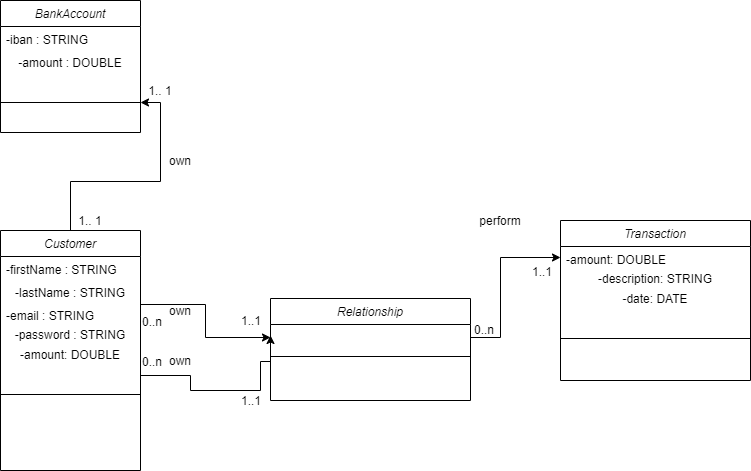 BankAccount
-iban : STRING
-amount : DOUBLE
1.. 1
own
1.. 1
Customer
-firstName : STRING
-lastName : STRING
-email : STRING
-password : STRING
-amount: DOUBLE
own
0..n
1..1
0..n
own
1..1
Relationship
0..n
perform
1..1
Transaction
-amount: DOUBLE
-description: STRING
-date: DATE